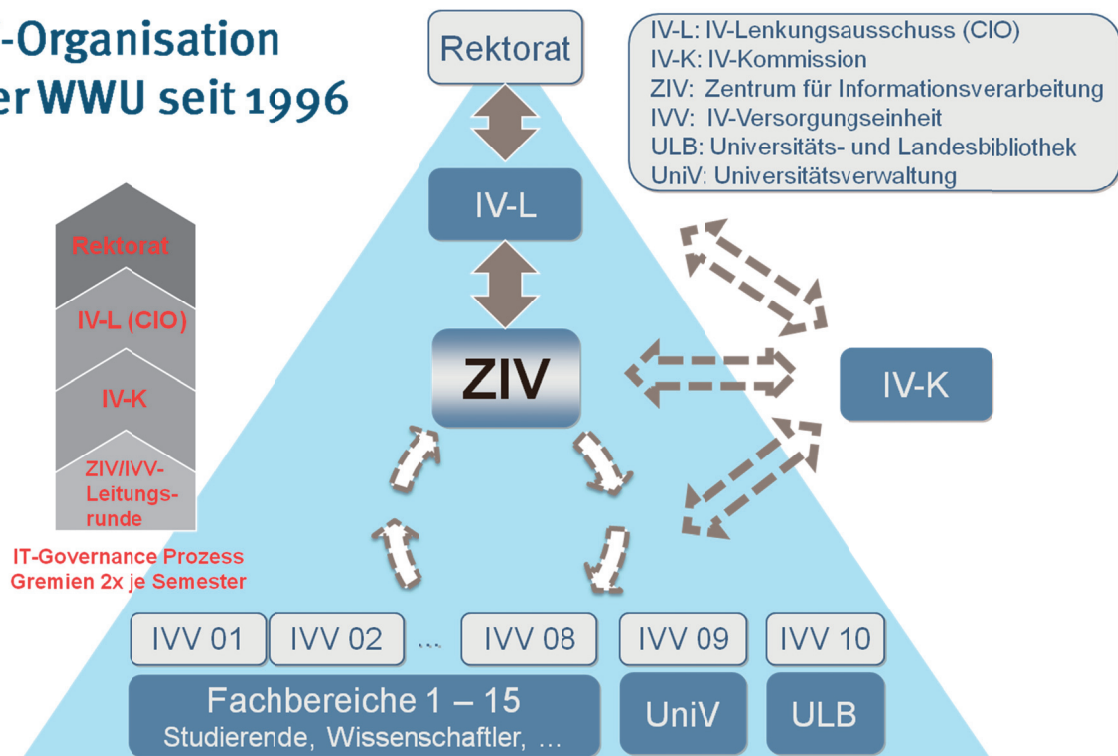 -Organisation
er WWU seit 1996
Rektorat
IV-L: IV-Lenkungsausschuss (CIO)
IV-K: IV-Kommission
ZIV: Zentrum für Informationsverarbeitung
IVV: IV-Versorgungseinheit
ULB: Universitäts- und Landesbibliothek
UniV: Universitätsverwaltung
IV-L
Rektorat
IV-L (CIO)
IV-K
ZIV/IVV-
Leitungs-
runde
IT-Governance Prozess
Gremien 2x je Semester
ZIV
IV-K
IVV 01
IVV 02
...
IVV 08
IVV 09
IVV 10
Fachbereiche 1 – 15
Studierende, Wissenschaftler, ...
UniV
ULB